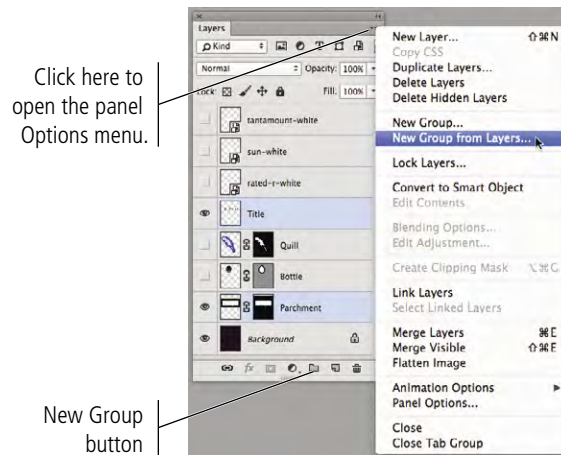 Click here to
open the panel
Options menu.
New Group
button
Layers
Kind
Normal
Opacity: 100%
Lock:
Fill: 100%
tantamount-white
sun-white
rated-r-white
Title
Quill
Bottle
Parchment
Background
fx
New Layer... ⇧⌘N
Copy CSS
Duplicate Layers...
Delete Layers
Delete Hidden Layers
New Group...
New Group from Layers...
Lock Layers...
Convert to Smart Object
Edit Contents
Blending Options...
Edit Adjustment...
Create Clipping Mask ⌥⌘G
Link Layers
Select Linked Layers
Merge Layers ⌘E
Merge Visible ⇧⌘E
Flatten Image
Animation Options
Panel Options...
Close
Close Tab Group